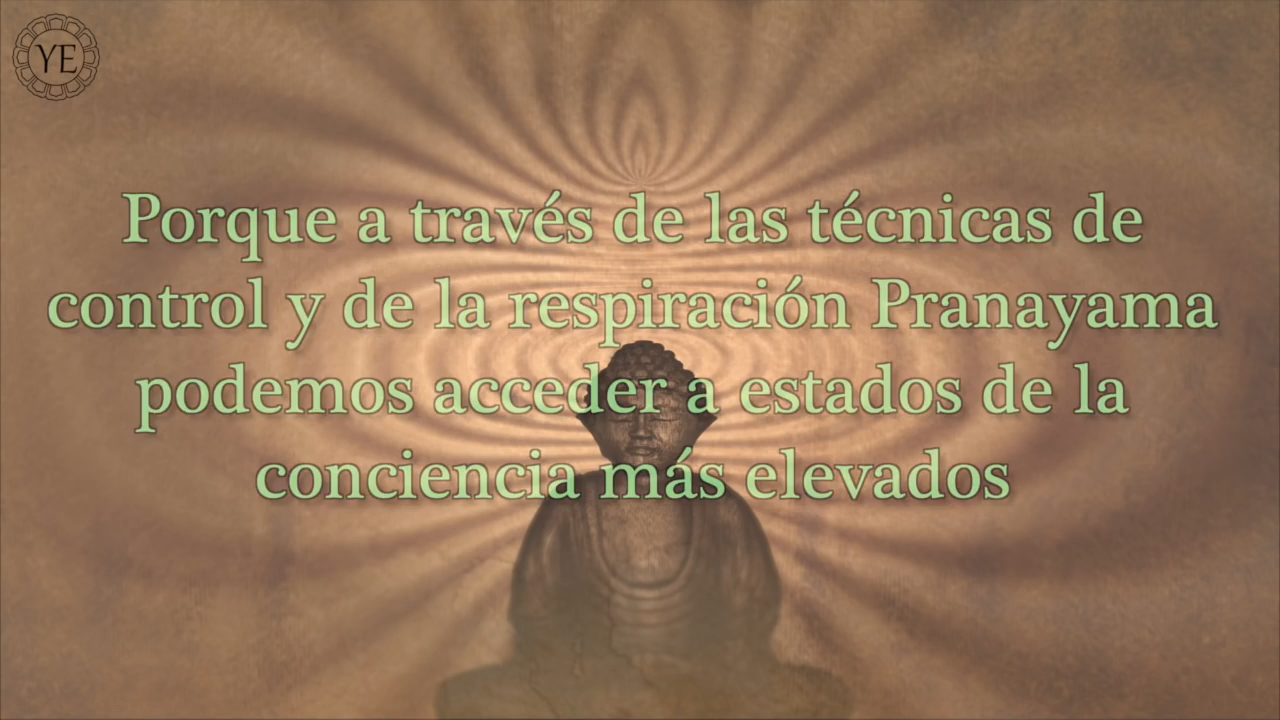 YE
Porque a través de las técnicas de
control y de la respiración Pranayama
podemos acceder a estados de la
conciencia más elevados